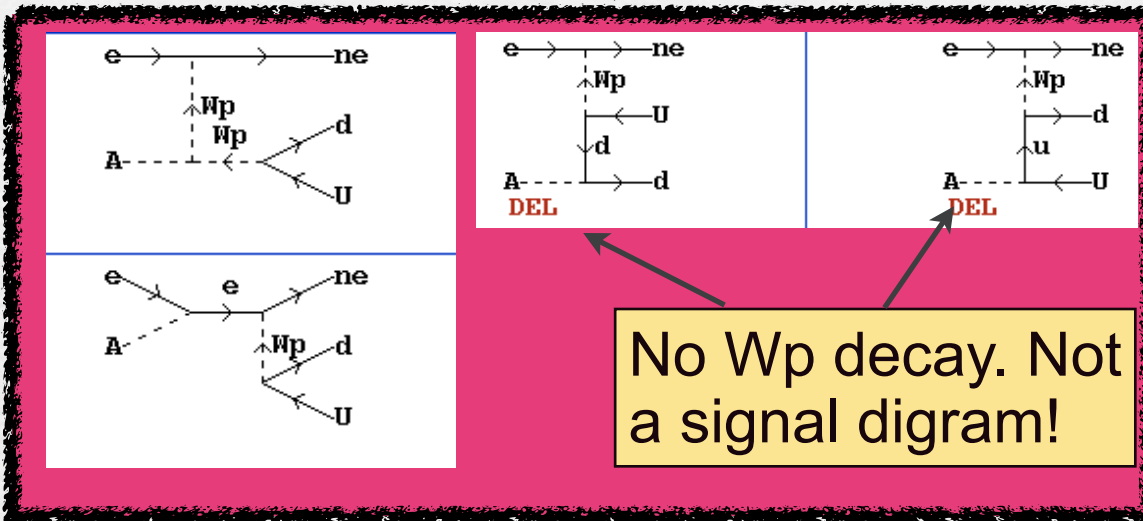 e ne
Wp
Wp d
A
U
e ne
Wp
U
d
A d
DEL
e ne
Wp
d
u
A U
DEL
e e ne
A Wp d
U
No Wp decay. Not
a signal digram!